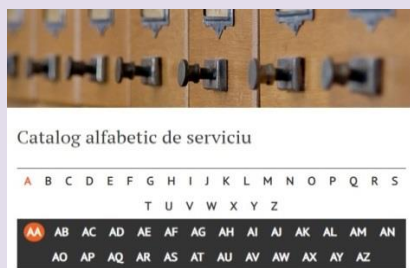 Catalog alfabetic de serviciu
A B C D E F G H I J K L M N O P Q R S
T U V W X Y Z
AA AB AC AD AE AF AG AH AI AJ AK AL AM AN
AO AP AQ AR AS AT AU AV AW AX AY AZ